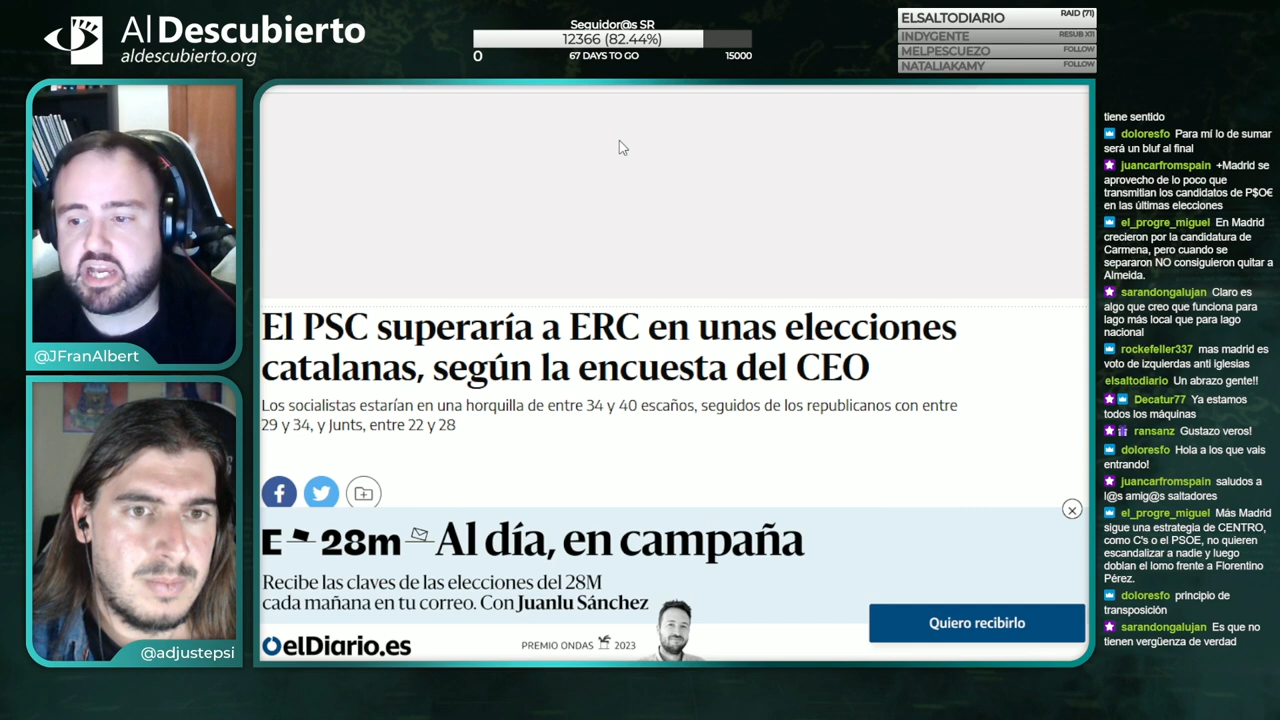 Al Descubierto
aldescubierto.org
Seguidor@s SR
12366 (82.44%)
0
67 DAYS TO GO
15000
ELSALTODIARIO
RAID (71)
INDYGENTE
RESUB X11
MELPESCUEZO
FOLLOW
NATALIAKAMY
FOLLOW
@JFranAlbert
@adjustepsi
El PSC superaría a ERC en unas elecciones
catalanas, según la encuesta del CEO
Los socialistas estarían en una horquilla de entre 34 y 40 escaños, seguidos de los republicanos con entre
29 y 34, y Junts, entre 22 y 28
E 28m Al día, en campaña
Recibe las claves de las elecciones del 28M
cada mañana en tu correo. Con Juanlu Sánchez
Quiero recibirlo
elDiario.es
PREMIO ONDAS 2023
tiene sentido
doloresfo Para mí lo de sumar
será un bluf al final
juancarfromspain +Madrid se
aprovecho de lo poco que
transmitían los candidatos de P$O€
en las últimas elecciones
el_progre_miguel En Madrid
crecieron por la candidatura de
Carmena, pero cuando se
separaron NO consiguieron quitar a
Almeida.
sarandongalujan Claro es
algo que creo que funciona para
lago más local que para lago
nacional
rockefeller337 mas madrid es
voto de izquierdas anti iglesias
elsaltodiario Un abrazo gente!!
Decatur77 Ya estamos
todos los máquinas
ransanz Gustazo veros!
doloresfo Hola a los que vais
entrando!
juancarfromspain saludos a
l@s amig@s saltadores
el_progre_miguel Más Madrid
sigue una estrategia de CENTRO,
como C's o el PSOE, no quieren
escandalizar a nadie y luego
doblan el lomo frente a Florentino
Pérez.
doloresfo principio de
transposición
sarandongalujan Es que no
tienen vergüenza de verdad